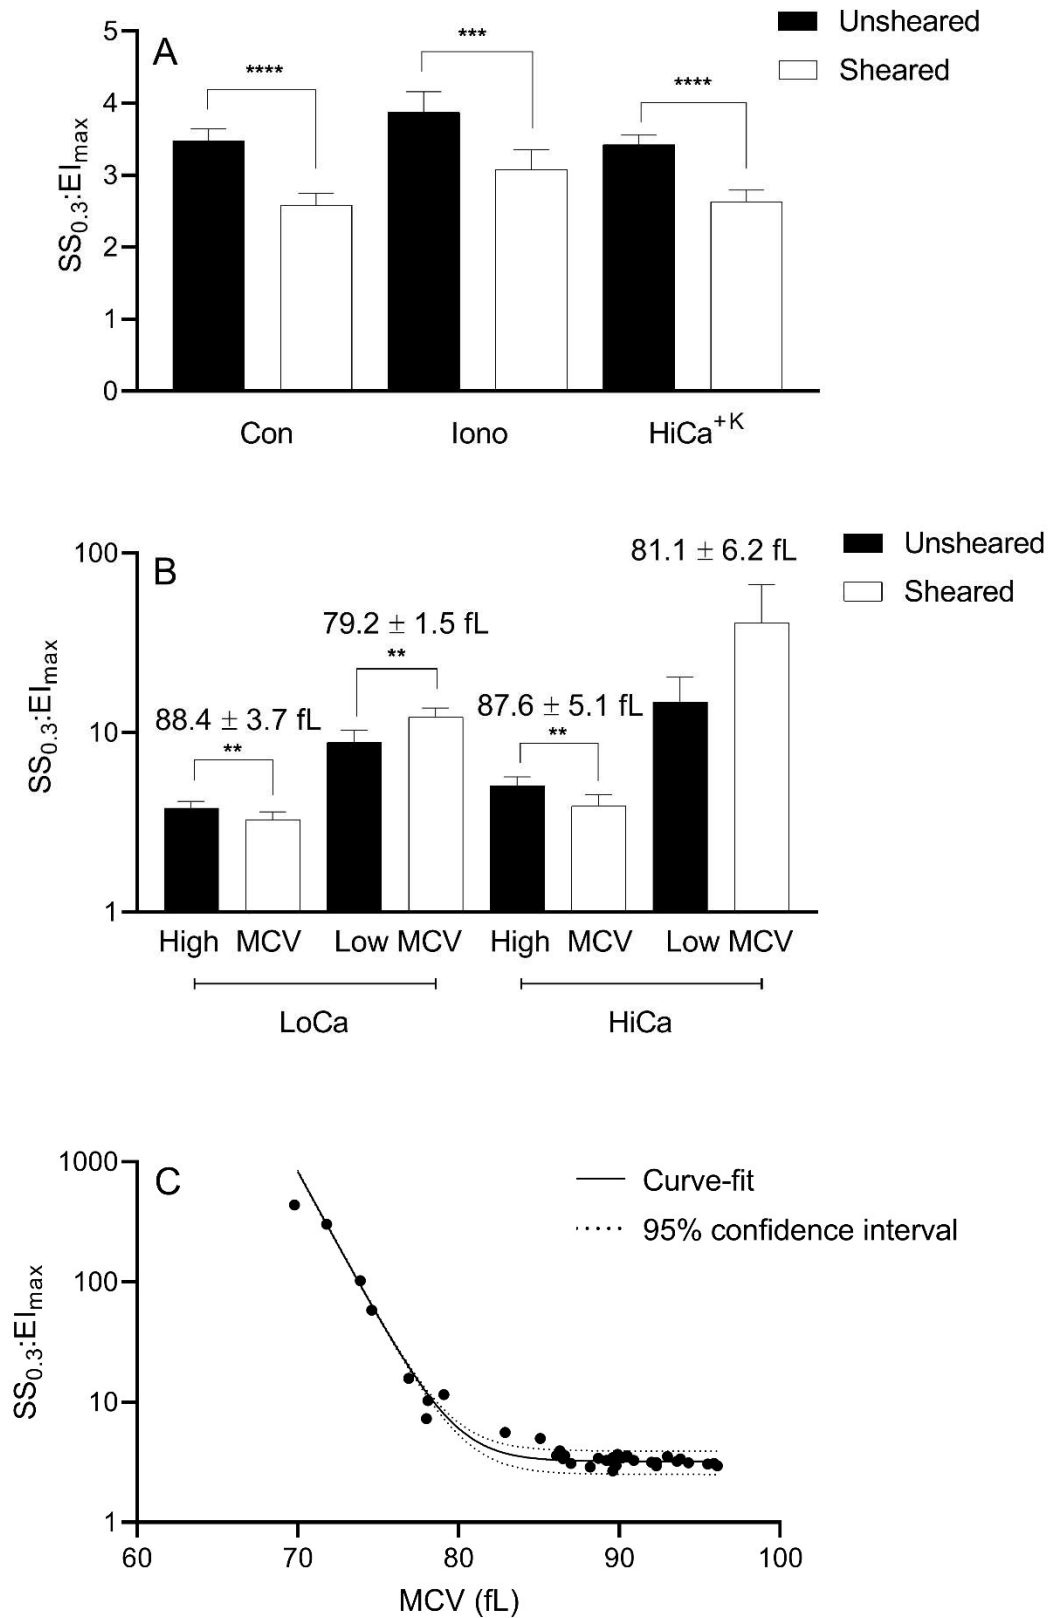 A
Unsheared
Sheared
SS0.3:EImax
5
4
3
2
1
0
****
***
****
Con
Iono
HiCa+K
B
Unsheared
Sheared
SS0.3:EImax
100
10
1
88.4 ± 3.7 fL
**
79.2 ± 1.5 fL
**
87.6 ± 5.1 fL
**
81.1 ± 6.2 fL
High MCV
Low MCV
High MCV
Low MCV
LoCa
HiCa
C
Curve-fit
95% confidence interval
SS0.3:EImax
1000
100
10
1
60 70 80 90 100
MCV (fL)